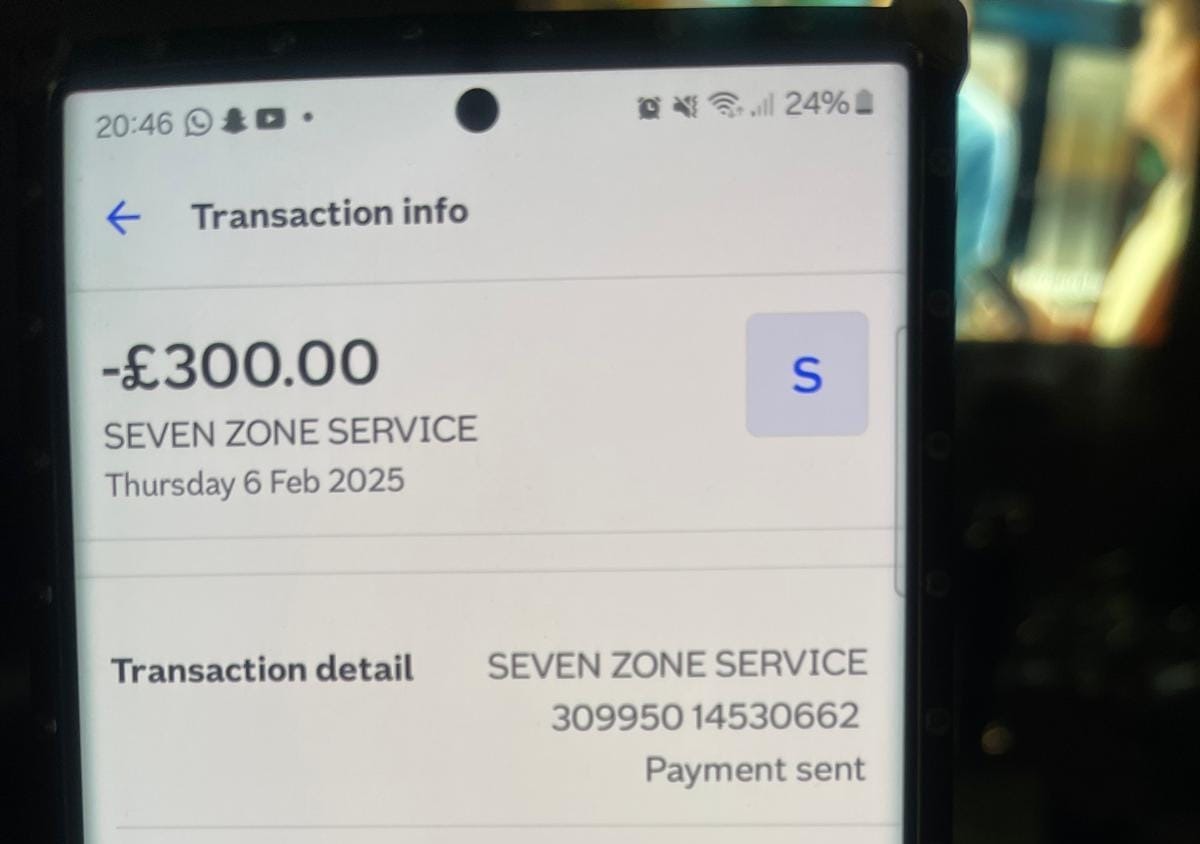 20:46 24%
Transaction info
-£300.00
S
SEVEN ZONE SERVICE
Thursday 6 Feb 2025
Transaction detail SEVEN ZONE SERVICE
309950 14530662
Payment sent